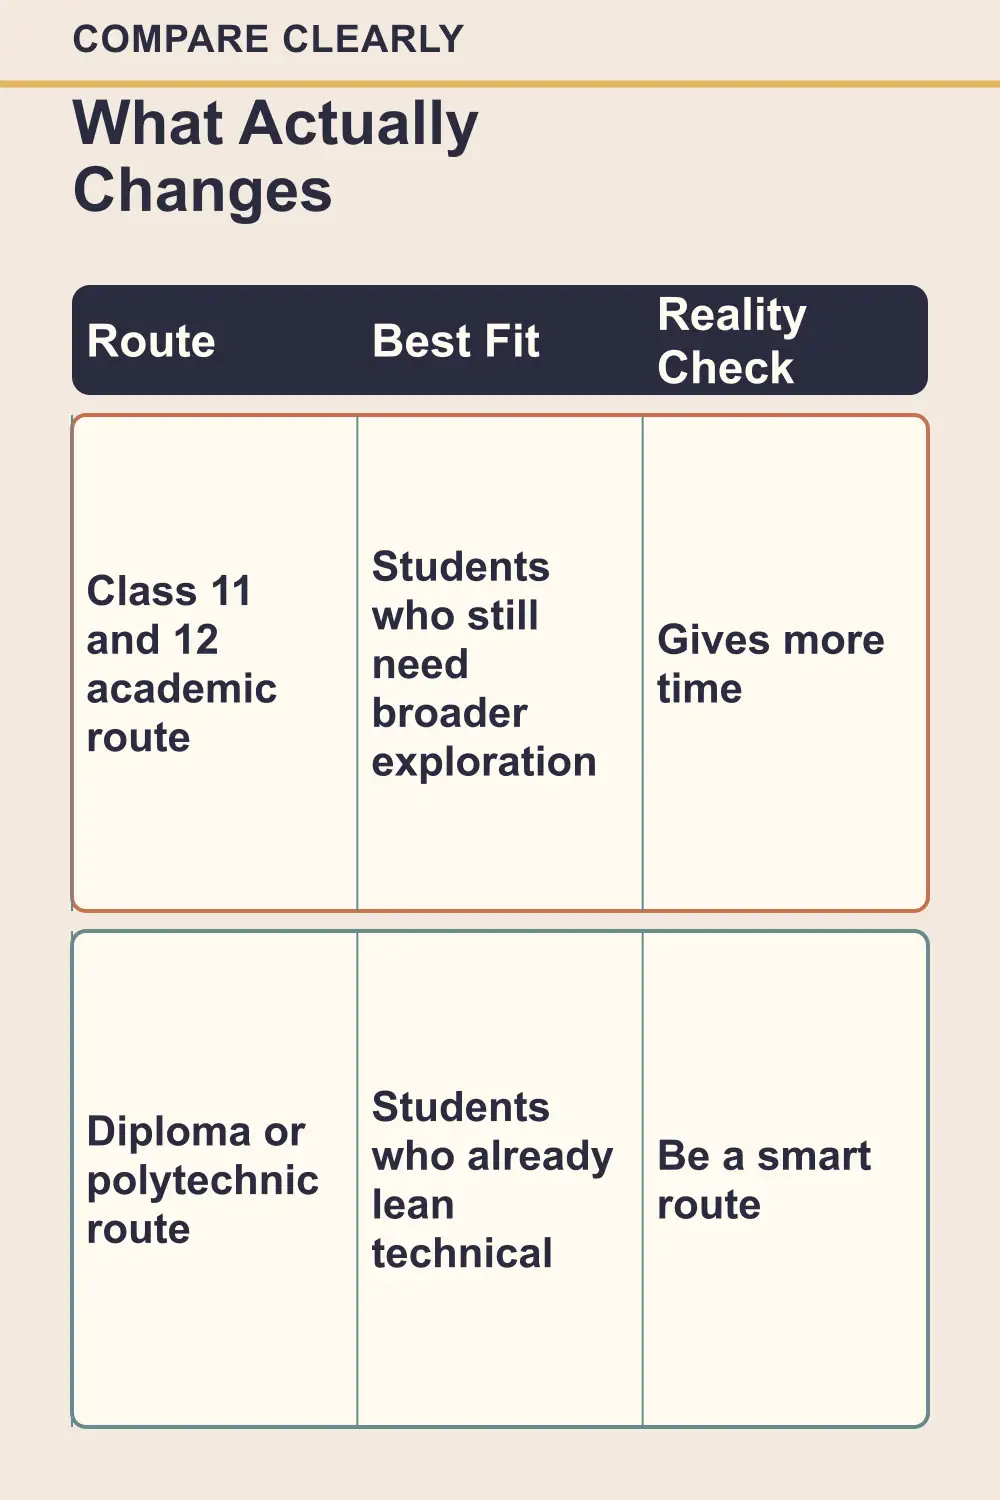 COMPARE CLEARLY
What Actually
Changes
Route
Best Fit
Reality
Check
Class 11
and 12
academic
route
Students
who still
need
broader
exploration
Gives more
time
Diploma or
polytechnic
route
Students
who already
lean
technical
Be a smart
route